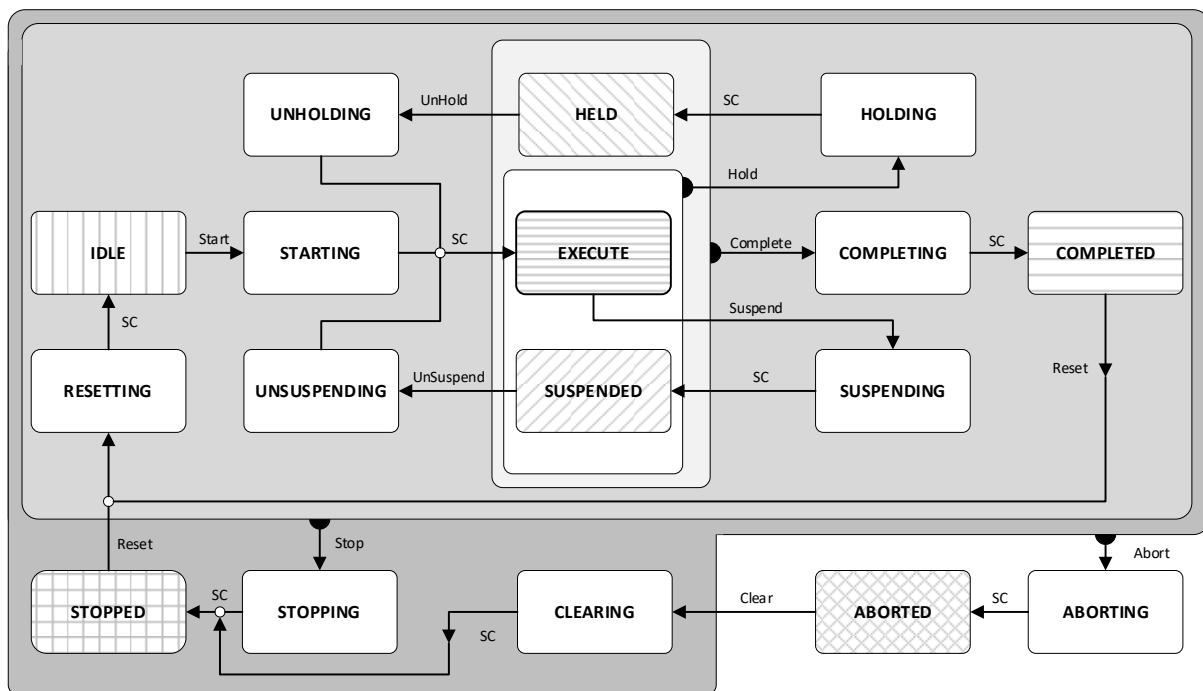 UNHOLDING
UnHold
HELD
SC
HOLDING
Hold
IDLE
Start
STARTING
SC
EXECUTE
Complete
COMPLETING
SC
COMPLETED
SC
Suspend
RESETTING
UNSUSPENDING
UnSuspend
SUSPENDED
SC
SUSPENDING
Reset
Reset
Stop
Abort
STOPPED
SC
STOPPING
SC
CLEARING
Clear
ABORTED
SC
ABORTING